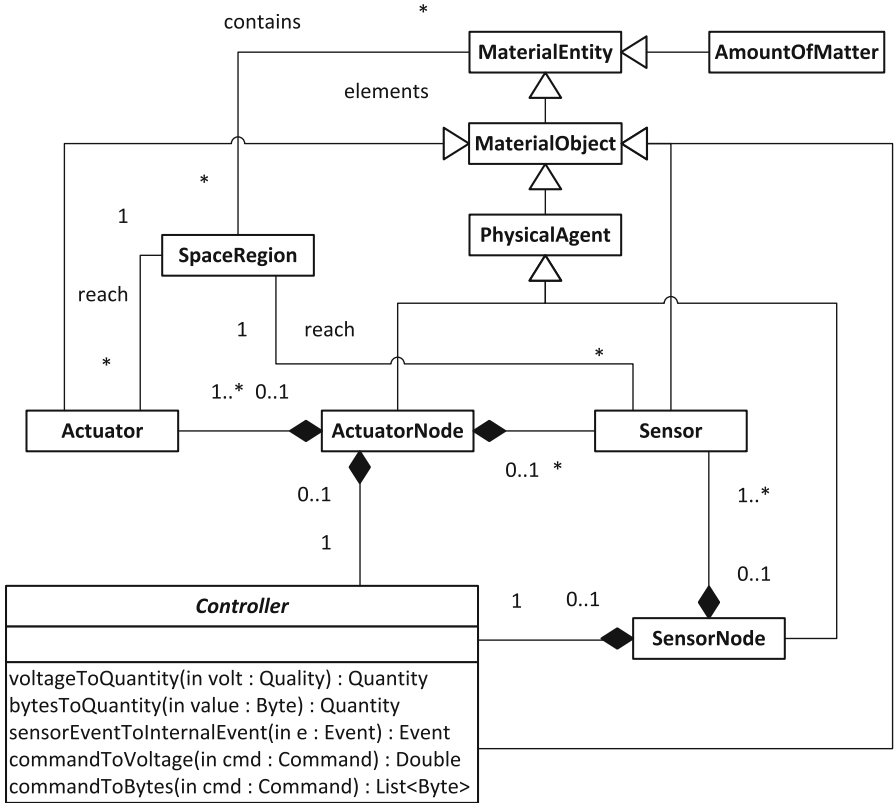 contains
*
MaterialEntity
AmountOfMatter
elements
MaterialObject
*
1
PhysicalAgent
SpaceRegion
reach
1
reach
*
*
1..*
0..1
Actuator
ActuatorNode
Sensor
0..1
*
0..1
1..*
1
0..1
1
0..1
Controller
SensorNode
voltageToQuantity(in volt : Quality) : Quantity
bytesToQuantity(in value : Byte) : Quantity
sensorEventToInternalEvent(in e : Event) : Event
commandToVoltage(in cmd : Command) : Double
commandToBytes(in cmd : Command) : List<Byte>